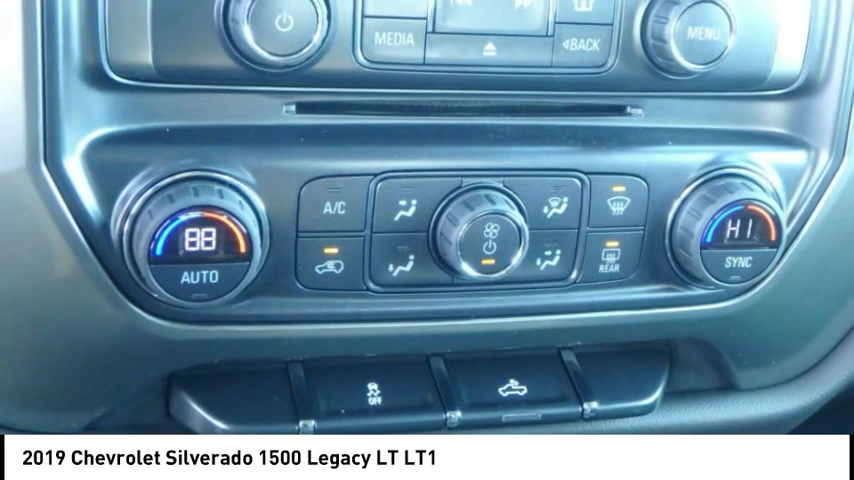 MEDIA
BACK
MENU
A/C
88
AUTO
REAR
HI
SYNC
OFF
2019 Chevrolet Silverado 1500 Legacy LT LT1